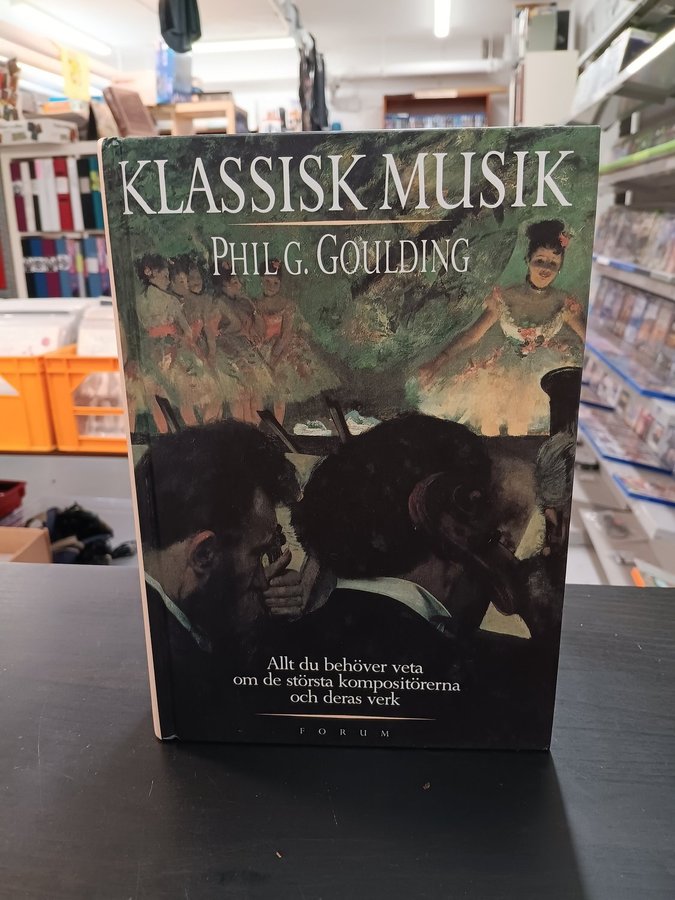 KLASSISK MUSIK
PHIL G. GOULDING
Allt du behöver veta
om de största kompositörerna
och deras verk
FORUM